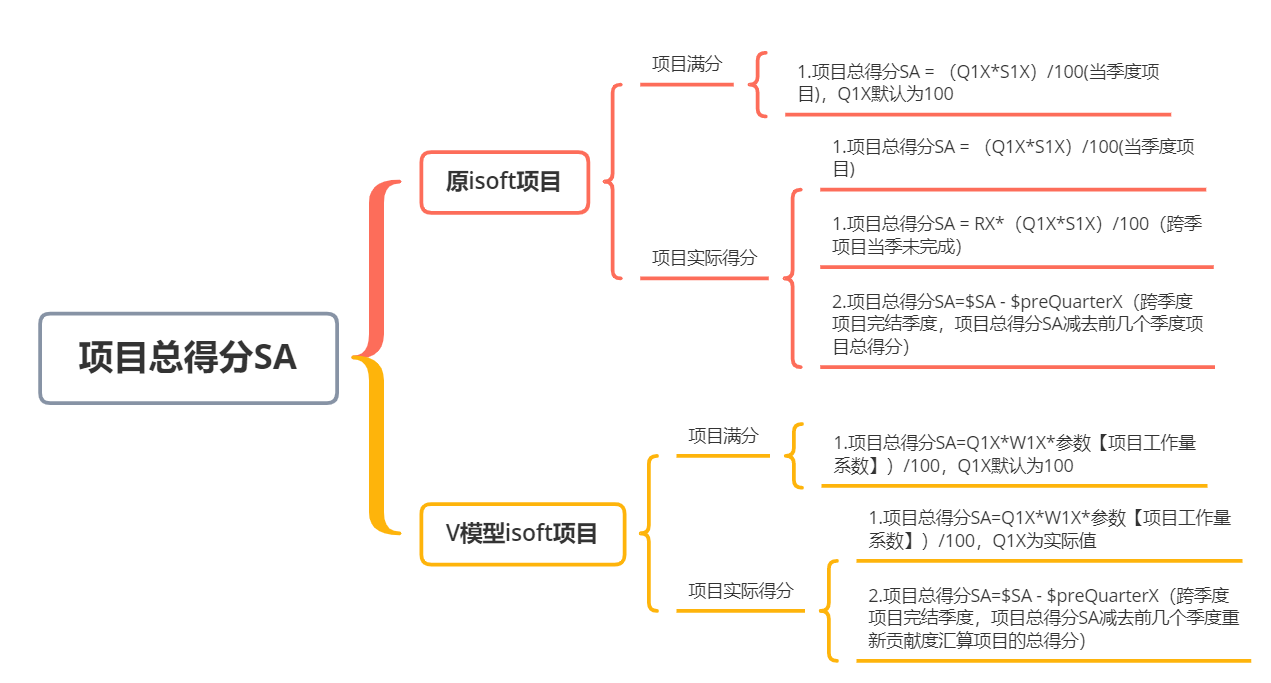 项目总得分SA
原isoft项目
项目满分
1.项目总得分SA = （Q1X*S1X）/100(当季度项
目)，Q1X默认为100
项目实际得分
1.项目总得分SA = （Q1X*S1X）/100(当季度项
目)
1.项目总得分SA = RX*（Q1X*S1X）/100（跨季
项目当季未完成）
2.项目总得分SA=$SA - $preQuarterX（跨季度
项目完结季度，项目总得分SA减去前几个季度项
目总得分）
V模型isoft项目
项目满分
1.项目总得分SA=Q1X*W1X*参数【项目工作量
系数】）/100，Q1X默认为100
项目实际得分
1.项目总得分SA=Q1X*W1X*参数【项目工作量
系数】）/100，Q1X为实际值
2.项目总得分SA=$SA - $preQuarterX（跨季度
项目完结季度，项目总得分SA减去前几个季度重
新贡献度汇算项目的总得分）